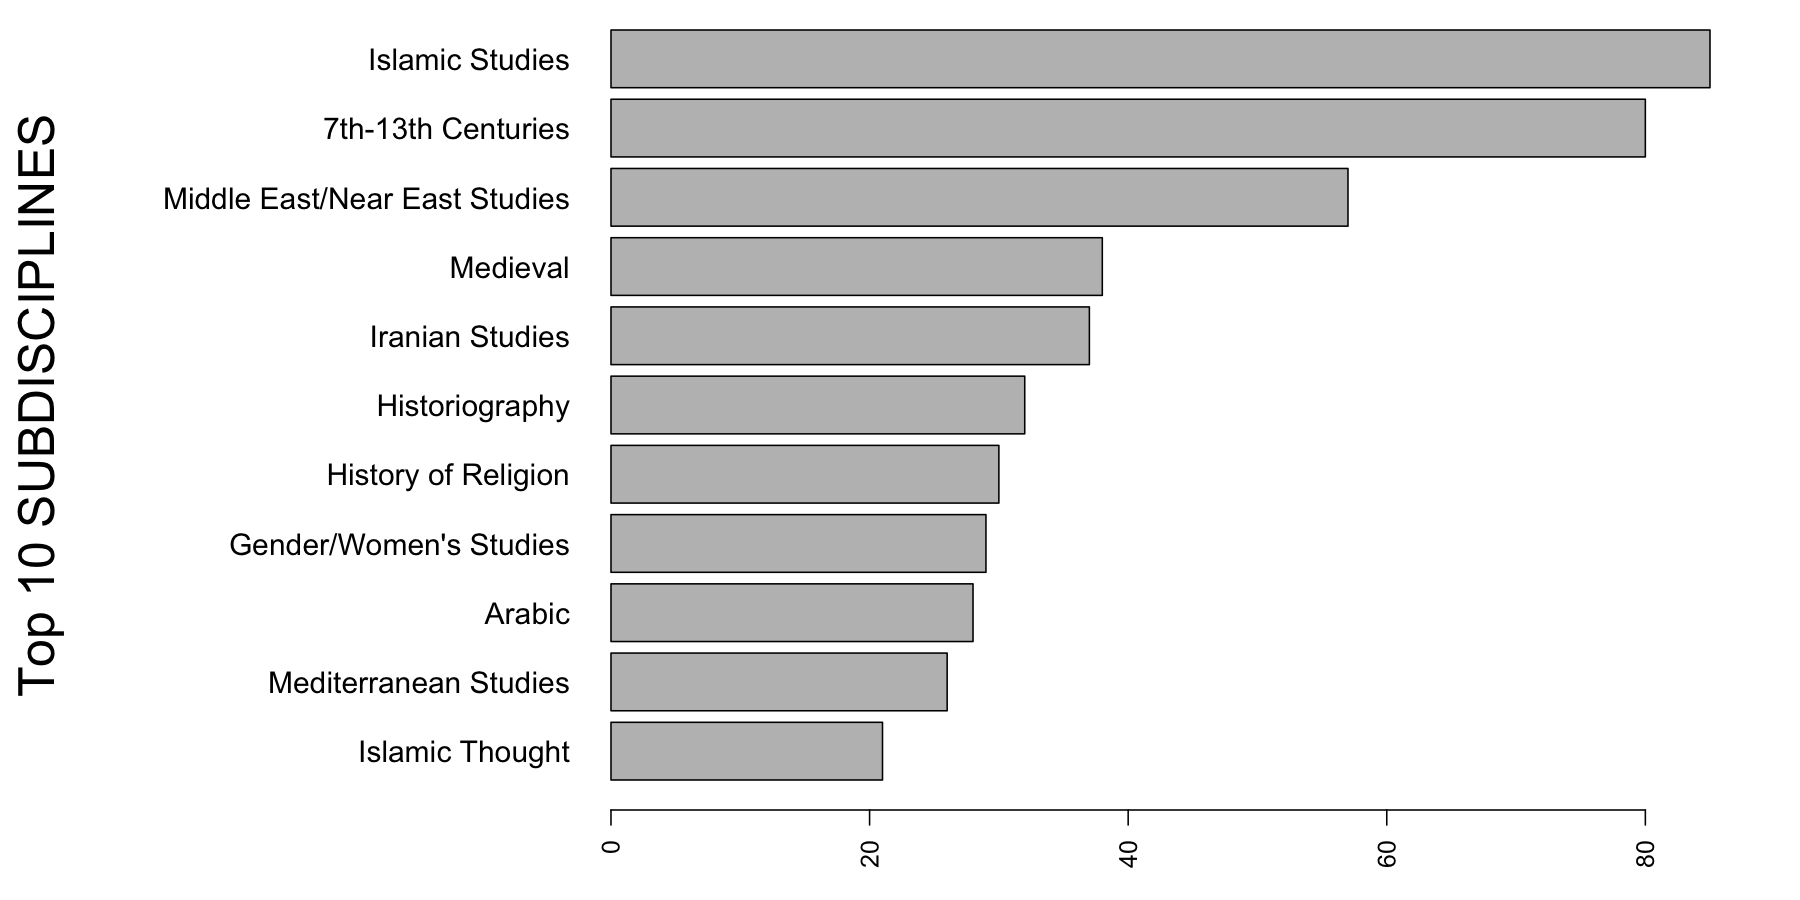 Top 10 SUBDISCIPLINES
Islamic Studies
7th-13th Centuries
Middle East/Near East Studies
Medieval
Iranian Studies
Historiography
History of Religion
Gender/Women's Studies
Arabic
Mediterranean Studies
Islamic Thought
0 20 40 60 80